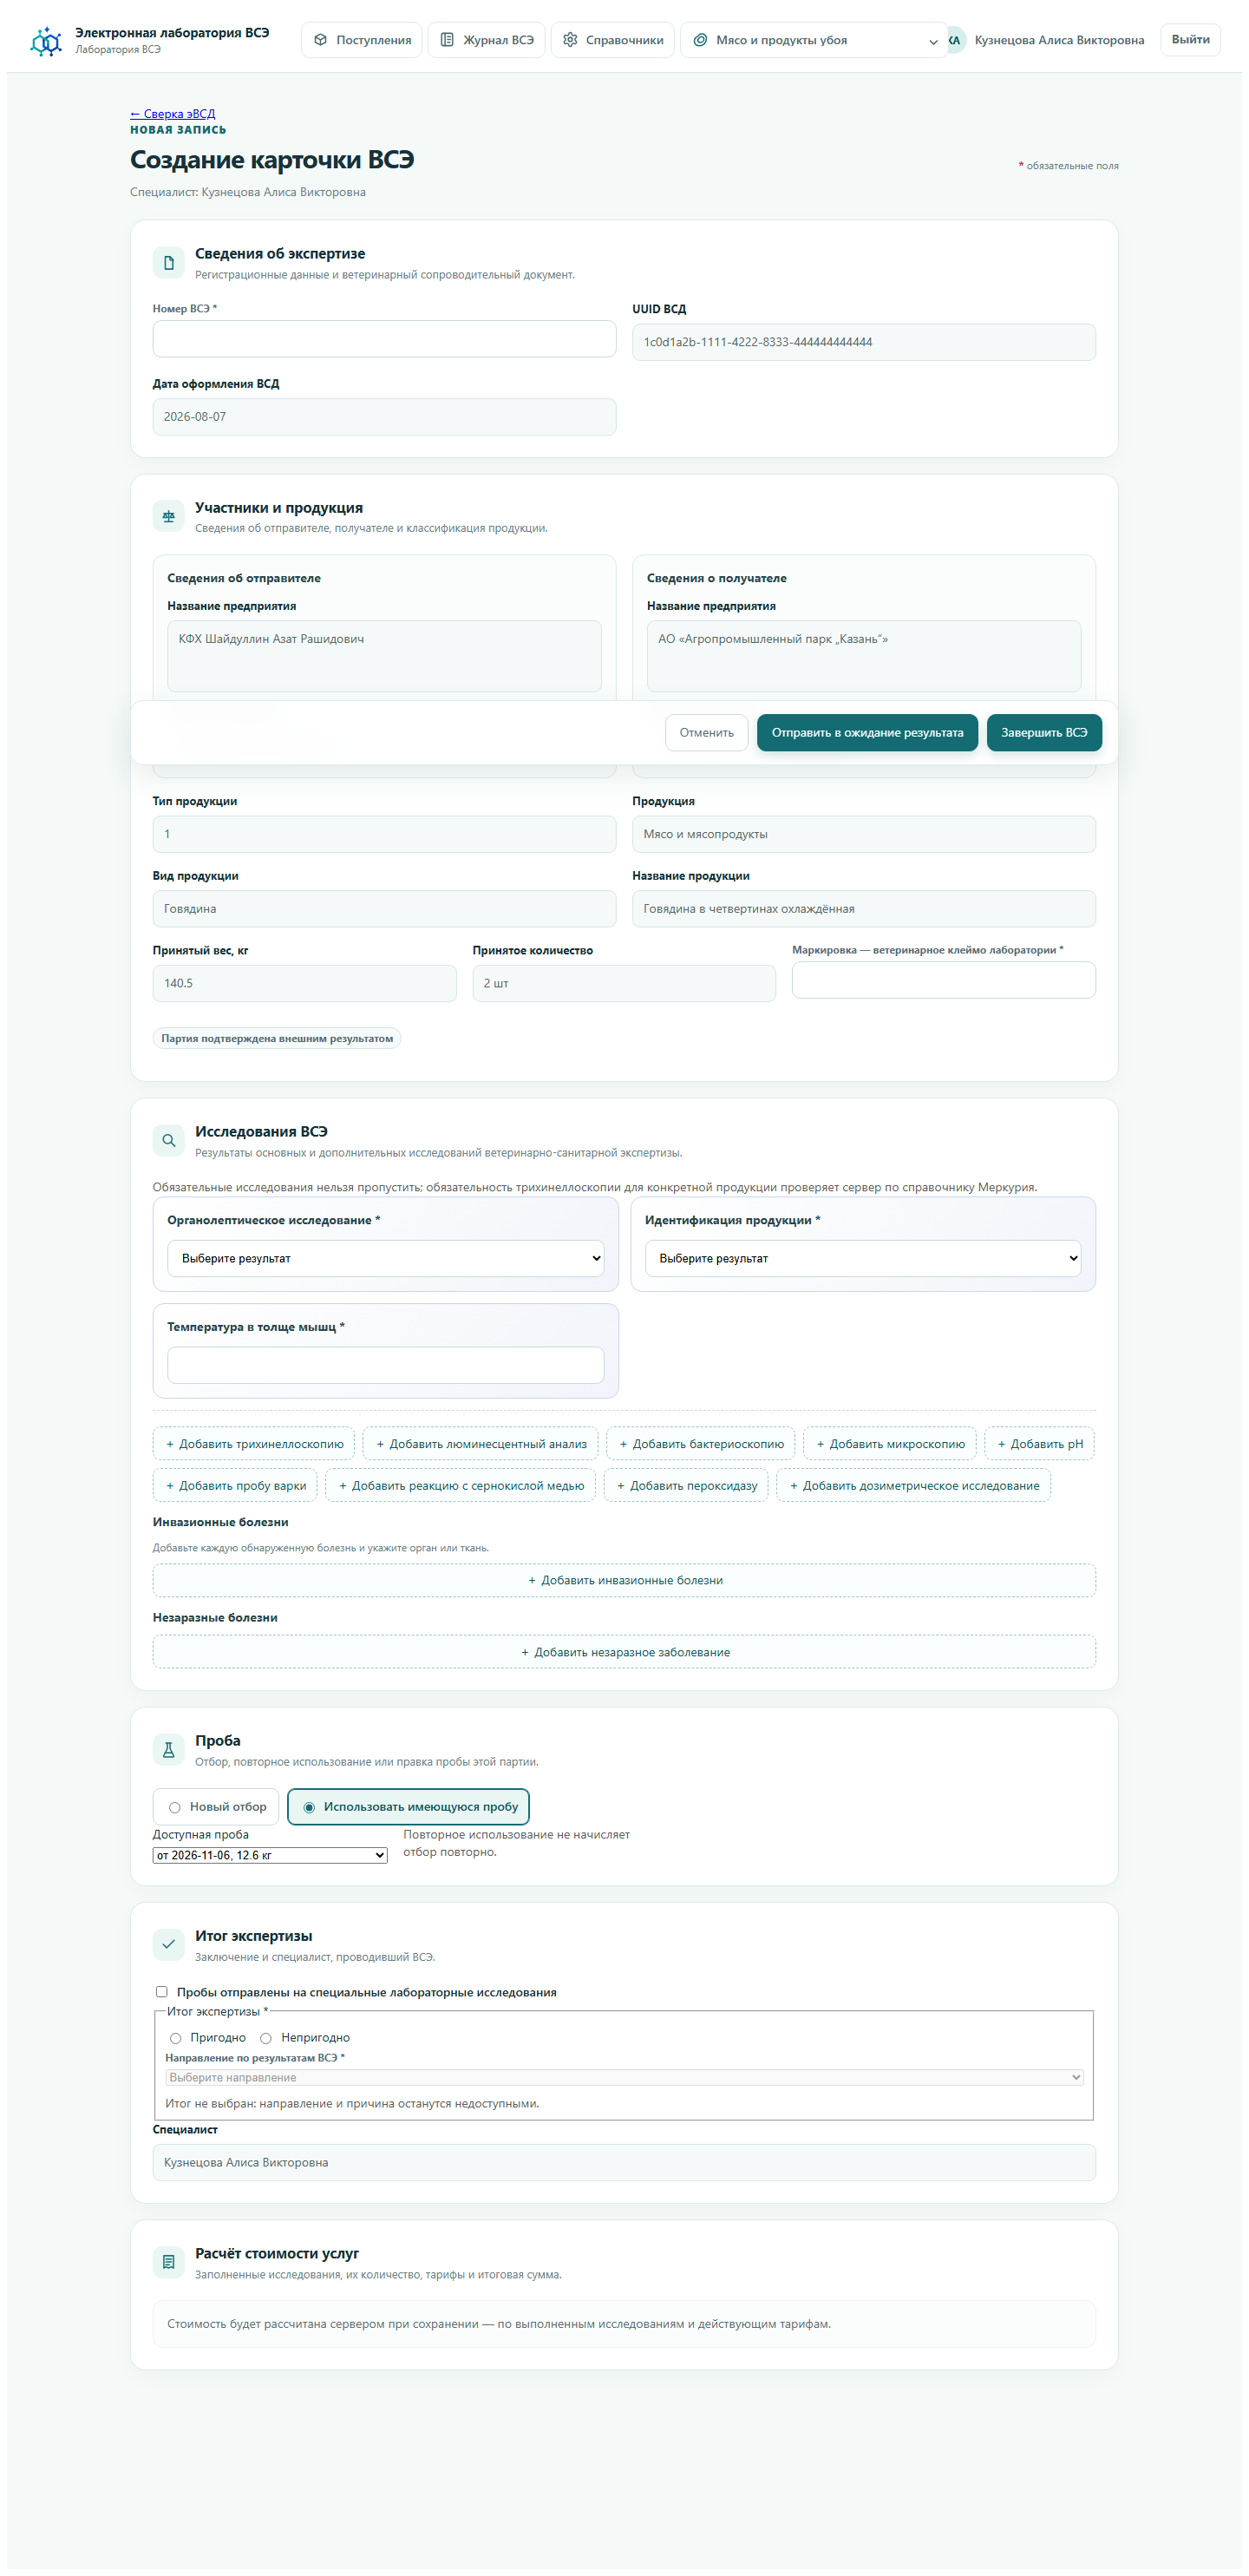 Электронная лаборатория ВСЭ
Лаборатория ВСЭ
Поступления
Журнал ВСЭ
Справочники
Мясо и продукты убоя
КА
Кузнецова Алиса Викторовна
Выйти
← Сверка эВСД
НОВАЯ ЗАПИСЬ
Создание карточки ВСЭ
* обязательные поля
Специалист: Кузнецова Алиса Викторовна
Сведения об экспертизе
Регистрационные данные и ветеринарный сопроводительный документ.
Номер ВСЭ *
UUID ВСД
1c0d1a2b-1111-4222-8333-444444444444
Дата оформления ВСД
2026-08-07
Участники и продукция
Сведения об отправителе, получателе и классификация продукции.
Сведения об отправителе
Сведения о получателе
Название предприятия
Название предприятия
КФХ Шайдуллин Азат Рашидович
АО «Агропромышленный парк „Казань“»
Отменить
Отправить в ожидание результата
Завершить ВСЭ
Тип продукции
Продукция
1
Мясо и мясопродукты
Вид продукции
Название продукции
Говядина
Говядина в четвертинах охлаждённая
Принятый вес, кг
Принятое количество
Маркировка — ветеринарное клеймо лаборатории *
140.5
2 шт
Партия подтверждена внешним результатом
Исследования ВСЭ
Результаты основных и дополнительных исследований ветеринарно-санитарной экспертизы.
Обязательные исследования нельзя пропустить; обязательность трихинеллоскопии для конкретной продукции проверяет сервер по справочнику Меркурия.
Органолептическое исследование *
Идентификация продукции *
Выберите результат
Выберите результат
Температура в толще мышц *
+ Добавить трихинеллоскопию
+ Добавить люминесцентный анализ
+ Добавить бактериоскопию
+ Добавить микроскопию
+ Добавить pH
+ Добавить пробу варки
+ Добавить реакцию с сернокислой медью
+ Добавить пероксидазу
+ Добавить дозиметрическое исследование
Инвазионные болезни
Добавьте каждую обнаруженную болезнь и укажите орган или ткань.
+ Добавить инвазионные болезни
Незаразные болезни
+ Добавить незаразное заболевание
Проба
Отбор, повторное использование или правка пробы этой партии.
Новый отбор
Использовать имеющуюся пробу
Доступная проба
от 2026-11-06, 12.6 кг
Повторное использование не начисляет
отбор повторно.
Итог экспертизы
Заключение и специалист, проводивший ВСЭ.
Пробы отправлены на специальные лабораторные исследования
Итог экспертизы *
Пригодно
Непригодно
Направление по результатам ВСЭ *
Выберите направление
Итог не выбран: направление и причина останутся недоступными.
Специалист
Кузнецова Алиса Викторовна
Расчёт стоимости услуг
Заполненные исследования, их количество, тарифы и итоговая сумма.
Стоимость будет рассчитана сервером при сохранении — по выполненным исследованиям и действующим тарифам.